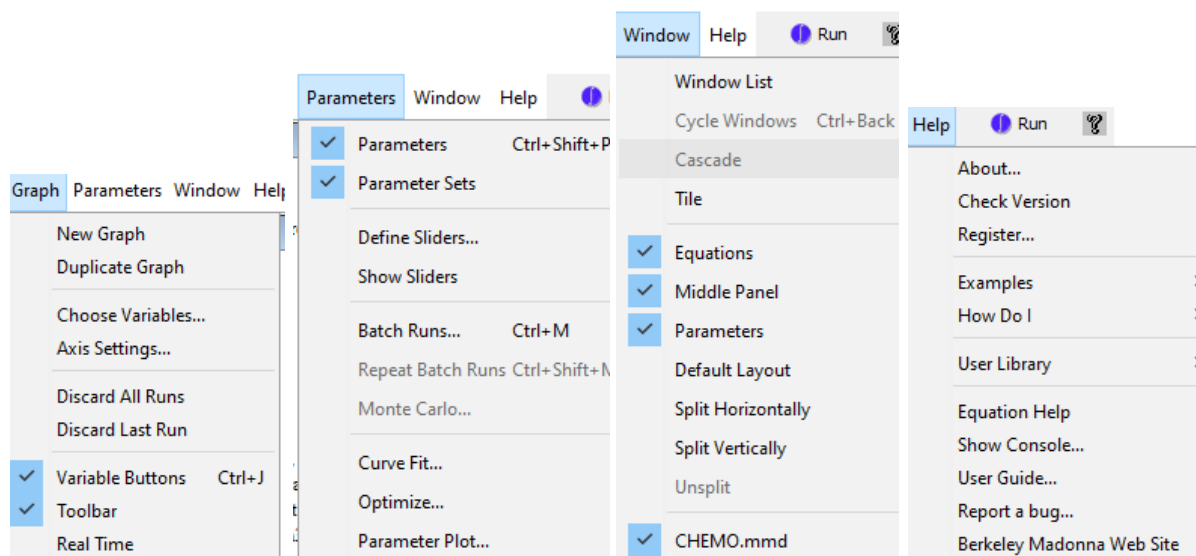 Graph Parameters Window Help
New Graph
Duplicate Graph
Choose Variables...
Axis Settings...
Discard All Runs
Discard Last Run
Variable Buttons Ctrl+J
Toolbar
Real Time
Parameters Window Help
Parameters Ctrl+Shift+P
Parameter Sets
Define Sliders...
Show Sliders
Batch Runs... Ctrl+M
Repeat Batch Runs Ctrl+Shift+M
Monte Carlo...
Curve Fit...
Optimize...
Parameter Plot...
Window Help Run
Window List
Cycle Windows Ctrl+Back
Cascade
Tile
Equations
Middle Panel
Parameters
Default Layout
Split Horizontally
Split Vertically
Unsplit
CHEMO.mmd
Help Run
About...
Check Version
Register...
Examples
How Do I
User Library
Equation Help
Show Console...
User Guide...
Report a bug...
Berkeley Madonna Web Site